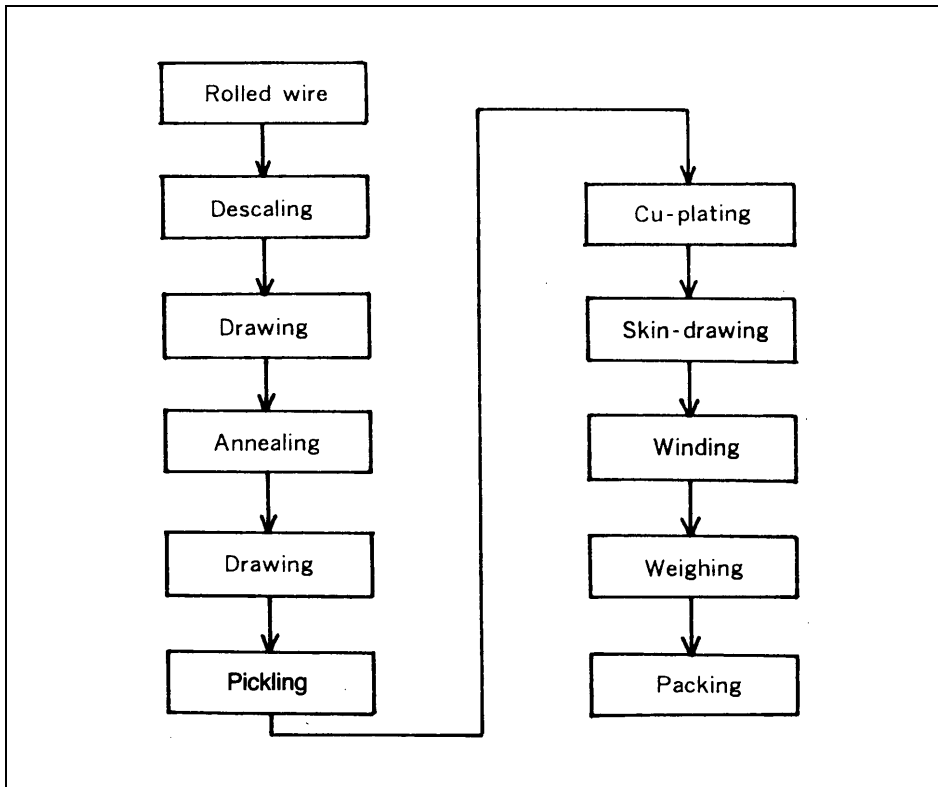 Rolled wire
Descaling
Drawing
Annealing
Drawing
Pickling
Cu-plating
Skin-drawing
Winding
Weighing
Packing